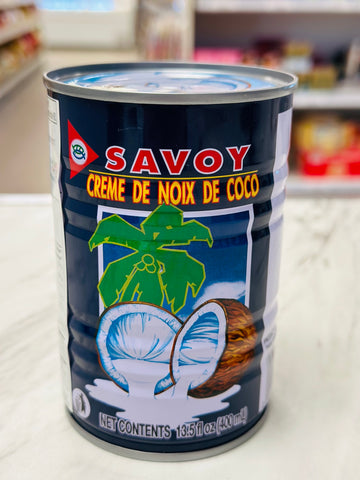 SAVOY
CREME DE NOIX DE COCO
NET CONTENTS 13.5 fl oz (400 mL)